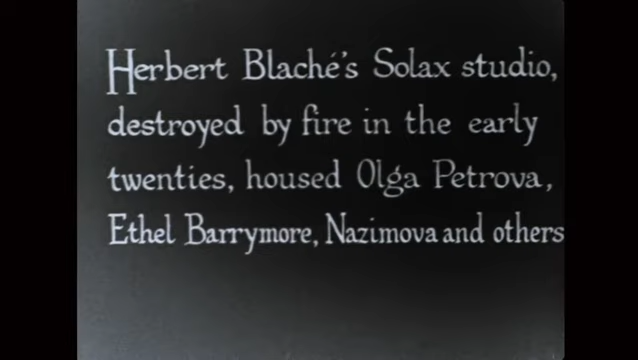 Herbert Blaché's Solax studio,
destroyed by fire in the early
twenties, housed Olga Petrova,
Ethel Barrymore, Nazimova and others